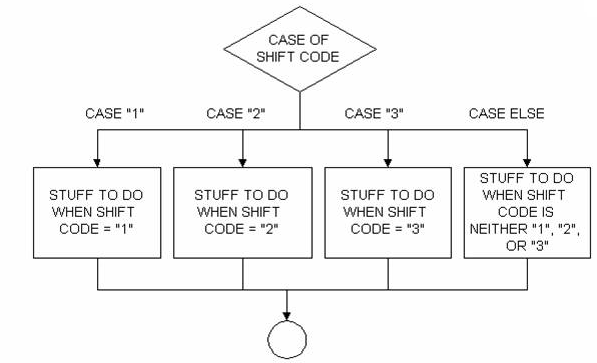 CASE OF
SHIFT CODE
CASE "1"
CASE "2"
CASE "3"
CASE ELSE
STUFF TO DO
WHEN SHIFT
CODE = "1"
STUFF TO DO
WHEN SHIFT
CODE = "2"
STUFF TO DO
WHEN SHIFT
CODE = "3"
STUFF TO DO
WHEN SHIFT
CODE IS
NEITHER "1", "2",
OR "3"